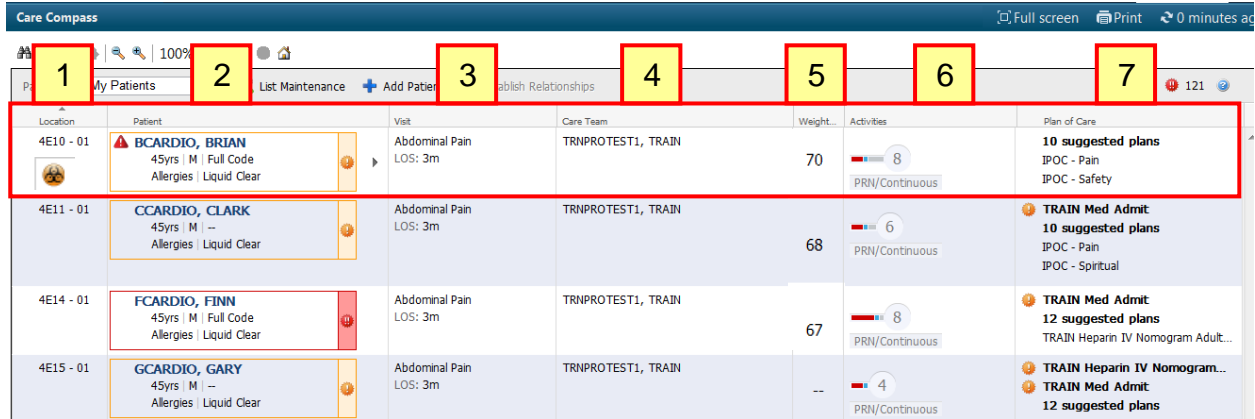 Care Compass Full screen Print 0 minutes ag
100%
1 2 3 4 5 6 7
My Patients List Maintenance Add Patie Relationships 121
Location Patient Visit Care Team Weight... Activities Plan of Care
4E10 - 01 BCARDIO, BRIAN Abdominal Pain TRNPROTEST1, TRAIN 10 suggested plans
45yrs | M | Full Code LOS: 3m 70 8 IPOC - Pain
Allergies | Liquid Clear PRN/Continuous IPOC - Safety
4E11 - 01 CCARDIO, CLARK Abdominal Pain TRNPROTEST1, TRAIN TRAIN Med Admit
45yrs | M | -- LOS: 3m 6 10 suggested plans
Allergies | Liquid Clear 68 PRN/Continuous IPOC - Pain
IPOC - Spiritual
4E14 - 01 FCARDIO, FINN Abdominal Pain TRNPROTEST1, TRAIN TRAIN Med Admit
45yrs | M | Full Code LOS: 3m 8 12 suggested plans
Allergies | Liquid Clear 67 PRN/Continuous TRAIN Heparin IV Nomogram Adult...
4E15 - 01 GCARDIO, GARY Abdominal Pain TRNPROTEST1, TRAIN TRAIN Heparin IV Nomogram...
45yrs | M | -- LOS: 3m -- 4 TRAIN Med Admit
Allergies | Liquid Clear PRN/Continuous 12 suggested plans